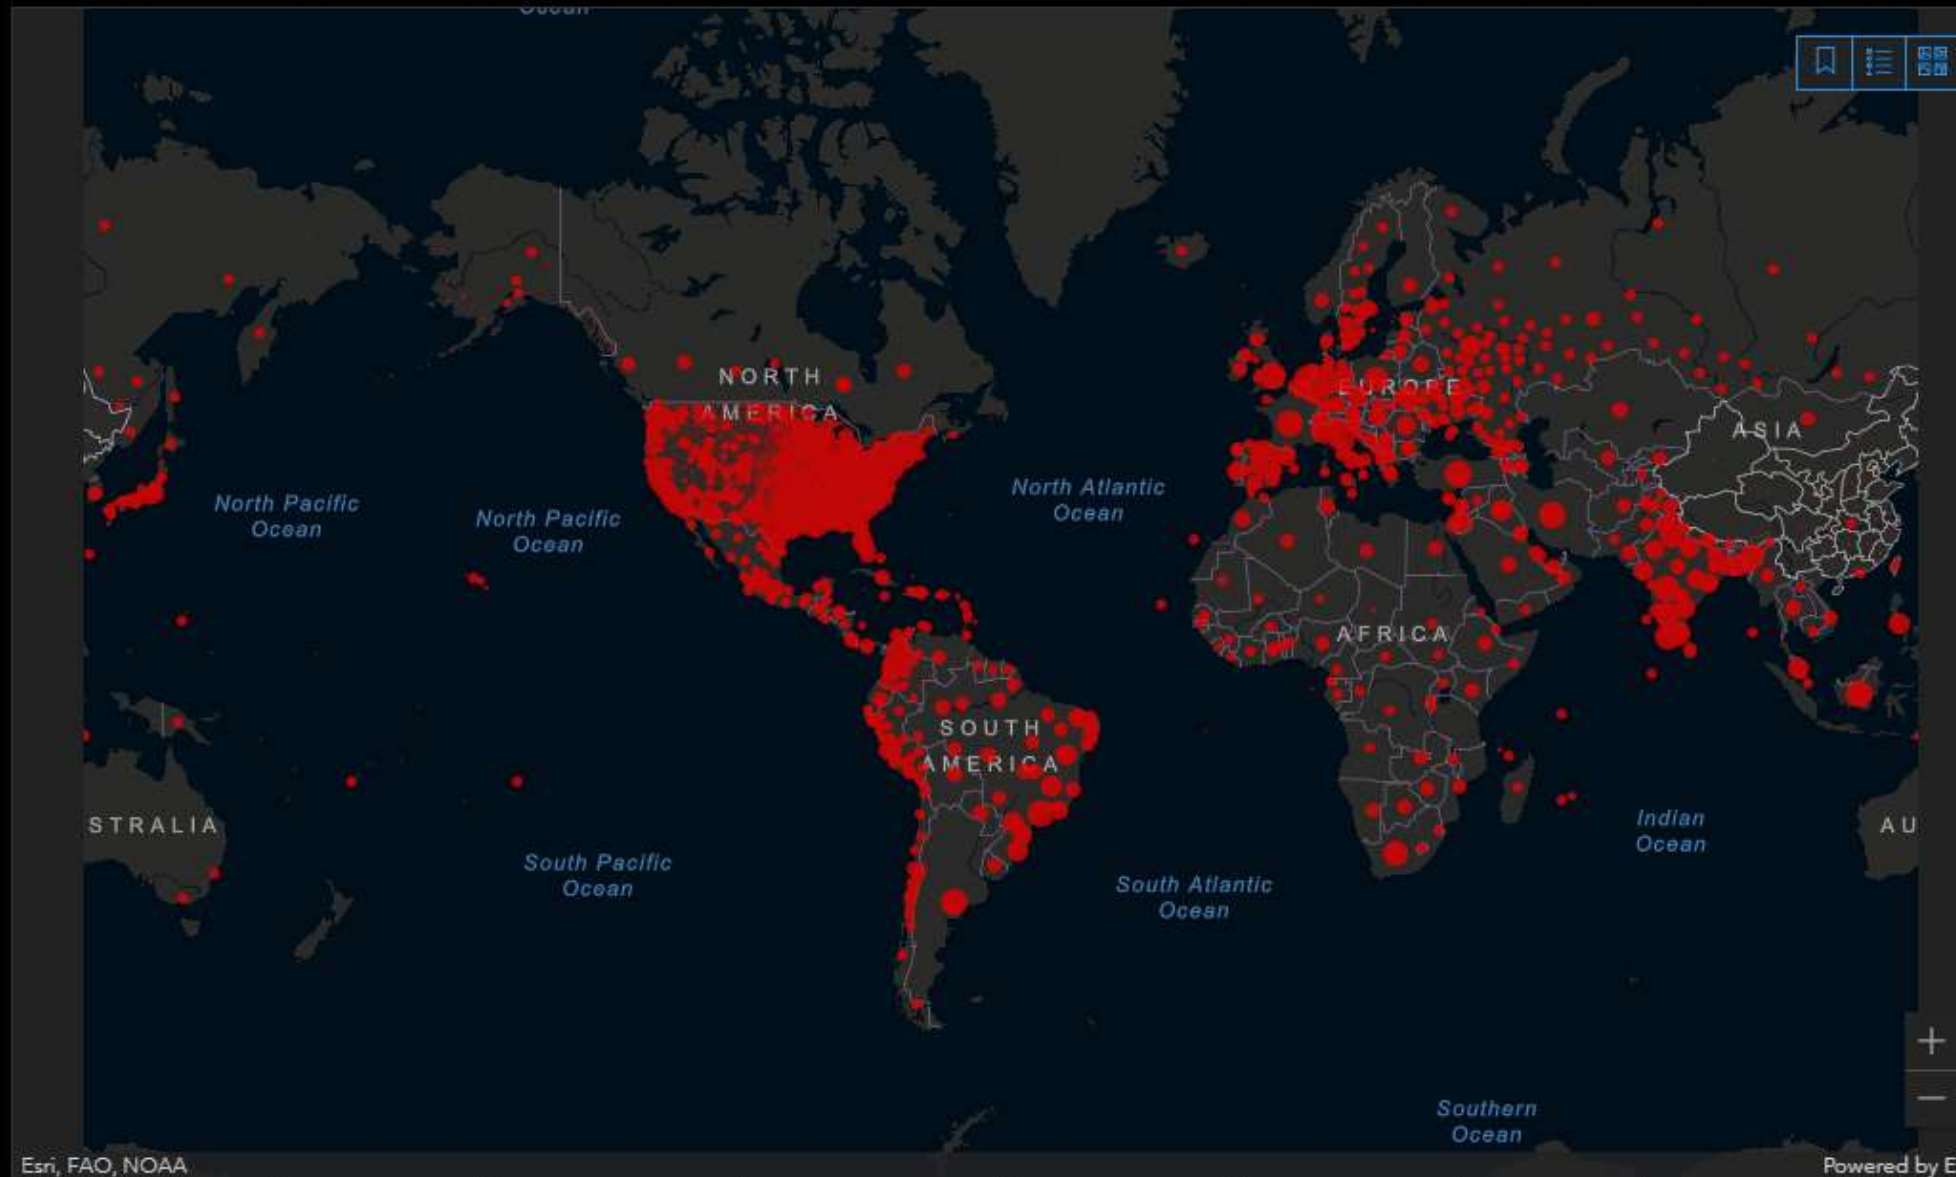 Ocean
NORTH
AMERICA
EUROPE
ASIA
North Pacific
Ocean
North Pacific
Ocean
North Atlantic
Ocean
AFRICA
SOUTH
AMERICA
STRALIA
South Pacific
Ocean
South Atlantic
Ocean
Indian
Ocean
AU
Southern
Ocean
Esri, FAO, NOAA
Powered by E